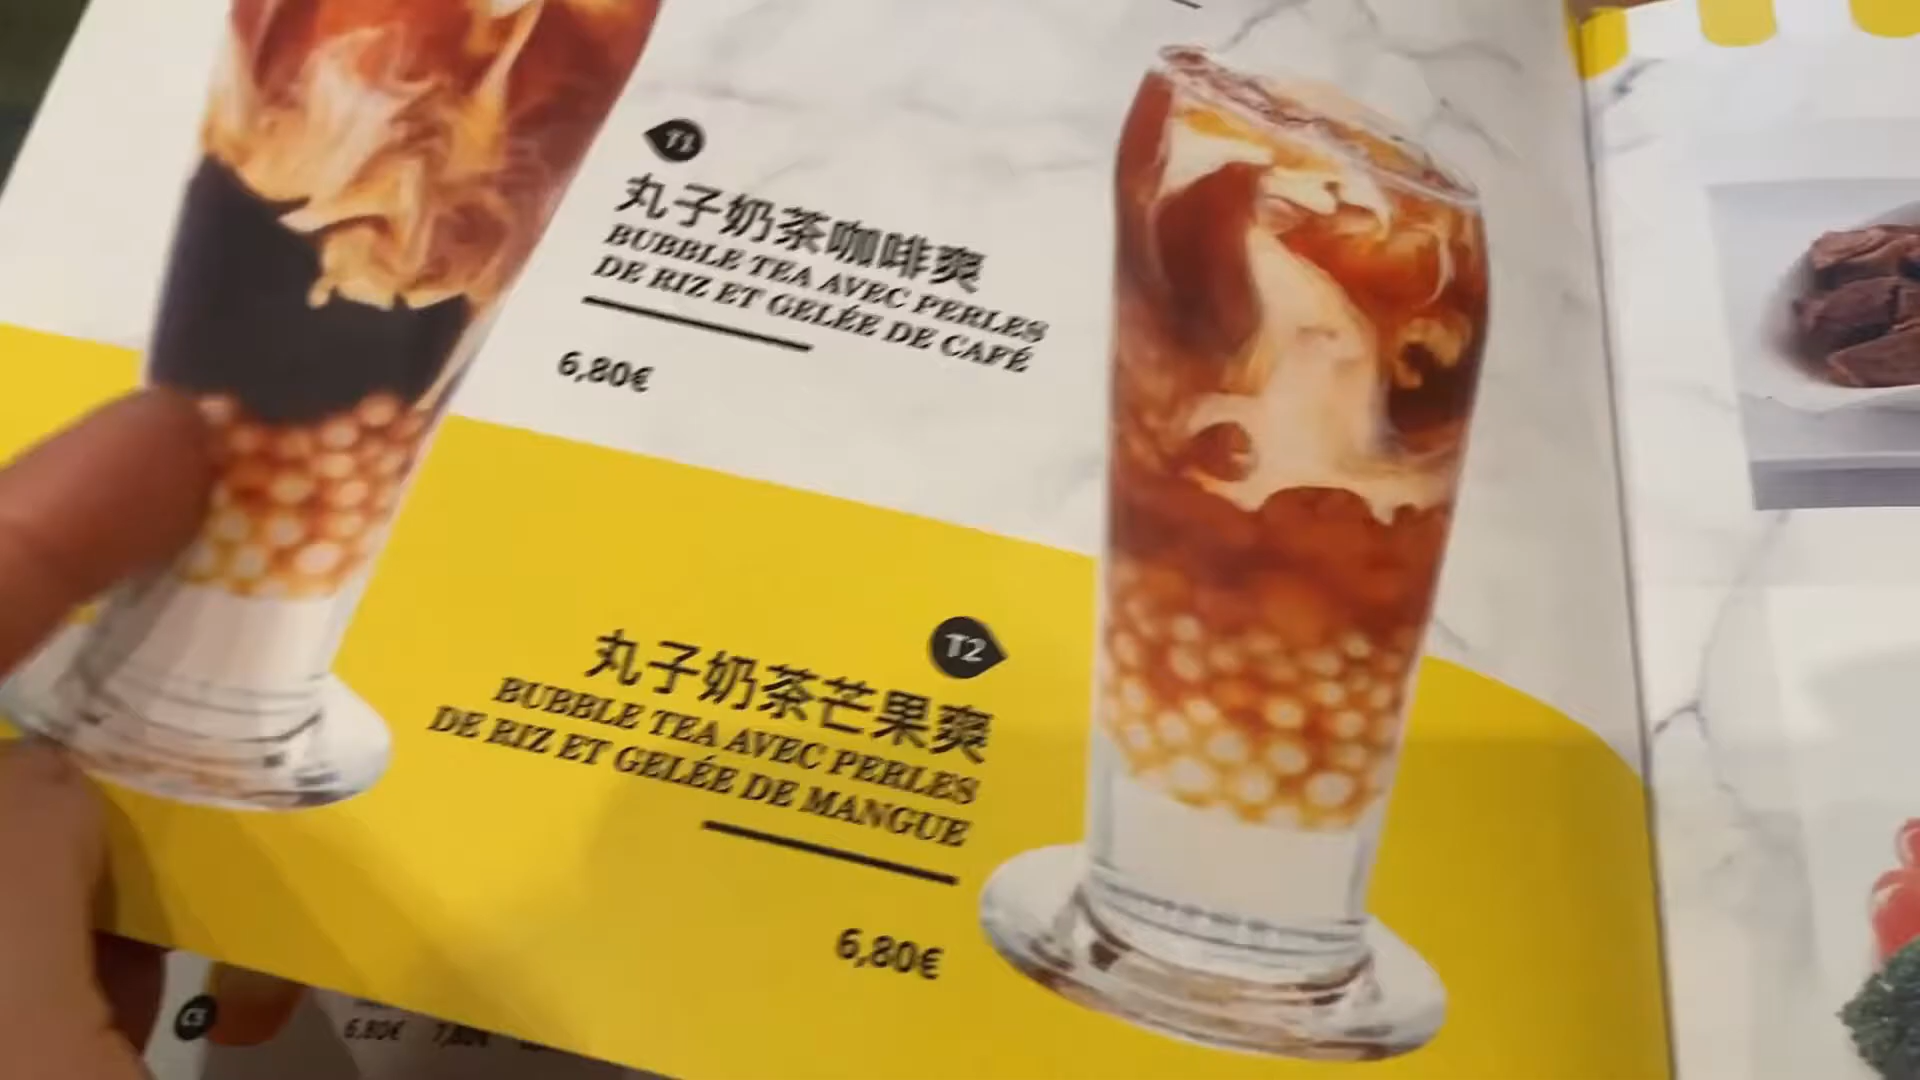 T1
丸子奶茶咖啡爽
BUBBLE TEA AVEC PERLES
DE RIZ ET GELÉE DE CAFÉ
6,80€
T2
丸子奶茶芒果爽
BUBBLE TEA AVEC PERLES
DE RIZ ET GELÉE DE MANGUE
6,80€
6,80€